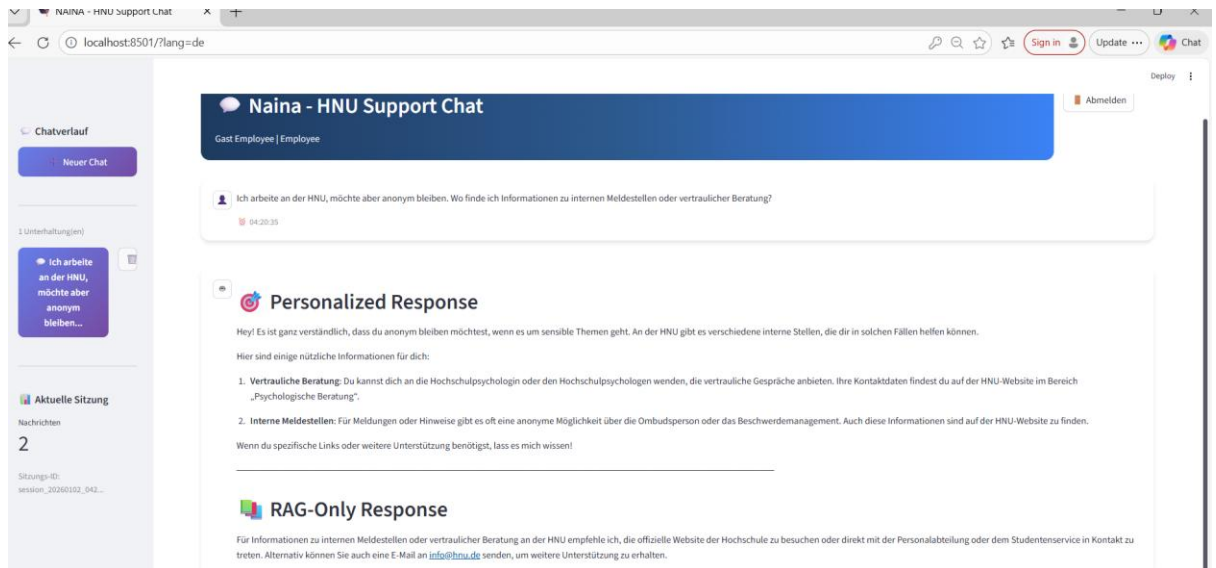 NAINA - HNU Support Chat
localhost:8501/?lang=de
Sign in
Update
Chat
Deploy
Chatverlauf
Neuer Chat
1 Unterhaltung(en)
Ich arbeite
an der HNU,
möchte aber
anonym
bleiben...
Aktuelle Sitzung
Nachrichten
2
Sitzungs-ID:
session_20260102_042...
Naina - HNU Support Chat
Gast Employee | Employee
Abmelden
Ich arbeite an der HNU, möchte aber anonym bleiben. Wo finde ich Informationen zu internen Meldestellen oder vertraulicher Beratung?
04:20:35
Personalized Response
Hey! Es ist ganz verständlich, dass du anonym bleiben möchtest, wenn es um sensible Themen geht. An der HNU gibt es verschiedene interne Stellen, die dir in solchen Fällen helfen können.
Hier sind einige nützliche Informationen für dich:
1. Vertrauliche Beratung: Du kannst dich an die Hochschulpsychologin oder den Hochschulpsychologen wenden, die vertrauliche Gespräche anbieten. Ihre Kontaktdaten findest du auf der HNU-Website im Bereich
„Psychologische Beratung".
2. Interne Meldestellen: Für Meldungen oder Hinweise gibt es oft eine anonyme Möglichkeit über die Ombudsperson oder das Beschwerdemanagement. Auch diese Informationen sind auf der HNU-Website zu finden.
Wenn du spezifische Links oder weitere Unterstützung benötigst, lass es mich wissen!
RAG-Only Response
Für Informationen zu internen Meldestellen oder vertraulicher Beratung an der HNU empfehle ich, die offizielle Website der Hochschule zu besuchen oder direkt mit der Personalabteilung oder dem Studentenservice in Kontakt zu
treten. Alternativ können Sie auch eine E-Mail an info@hnu.de senden, um weitere Unterstützung zu erhalten.